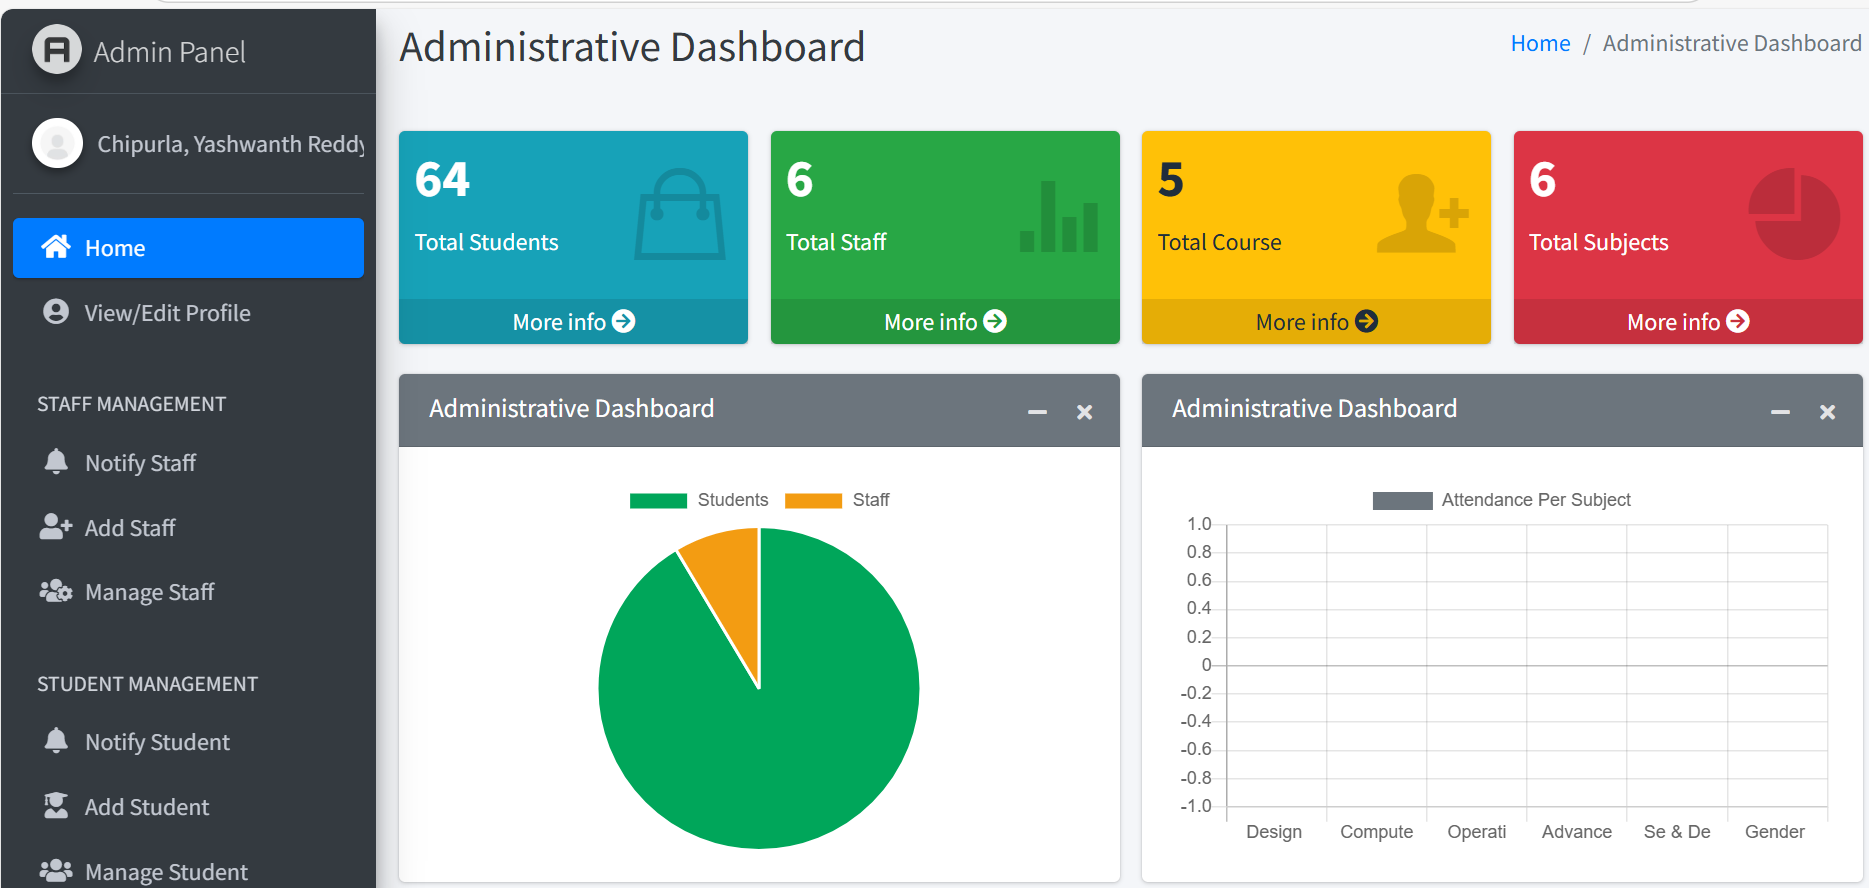 Admin Panel
Chipurla, Yashwanth Reddy
Home
View/Edit Profile
STAFF MANAGEMENT
Notify Staff
Add Staff
Manage Staff
STUDENT MANAGEMENT
Notify Student
Add Student
Manage Student
Administrative Dashboard
Home / Administrative Dashboard
64
Total Students
More info
6
Total Staff
More info
5
Total Course
More info
6
Total Subjects
More info
Administrative Dashboard
Students Staff
Administrative Dashboard
Attendance Per Subject
1.0
0.8
0.6
0.4
0.2
0
-0.2
-0.4
-0.6
-0.8
-1.0
Design Compute Operati Advance Se & De Gender